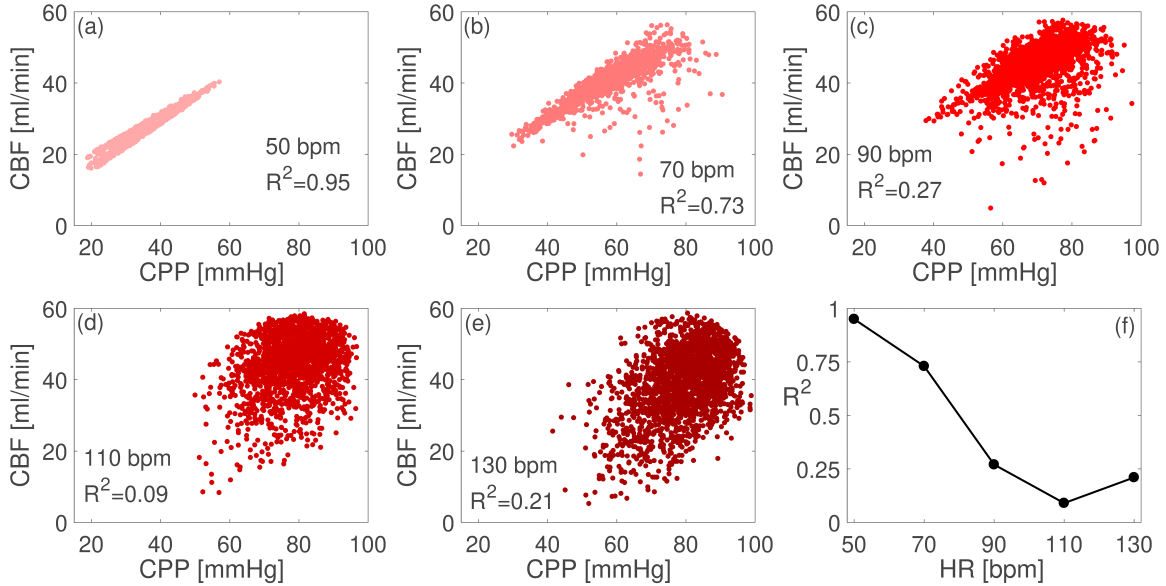 (a)
CBF [ml/min]
60
40
20
0
50 bpm
R²=0.95
20 40 60 80 100
CPP [mmHg]
(b)
CBF [ml/min]
60
40
20
0
70 bpm
R²=0.73
20 40 60 80 100
CPP [mmHg]
(c)
CBF [ml/min]
60
40
20
0
90 bpm
R²=0.27
20 40 60 80 100
CPP [mmHg]
(d)
CBF [ml/min]
60
40
20
0
110 bpm
R²=0.09
20 40 60 80 100
CPP [mmHg]
(e)
CBF [ml/min]
60
40
20
0
130 bpm
R²=0.21
20 40 60 80 100
CPP [mmHg]
(f)
R²
1
0.75
0.5
0.25
0
50 70 90 110 130
HR [bpm]